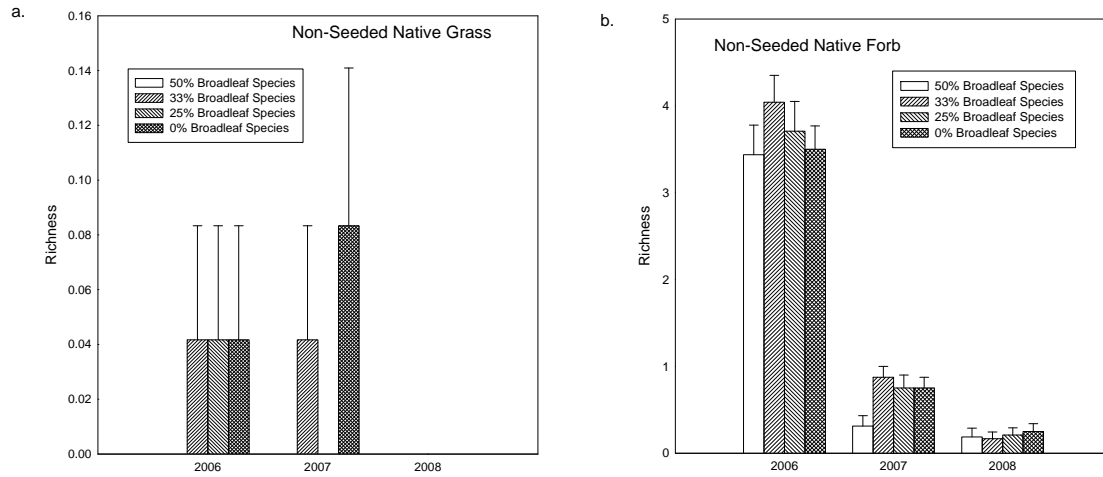 a.
Non-Seeded Native Grass
50% Broadleaf Species
33% Broadleaf Species
25% Broadleaf Species
0% Broadleaf Species
Richness
0.16
0.14
0.12
0.10
0.08
0.06
0.04
0.02
0.00
2006 2007 2008
b.
Non-Seeded Native Forb
50% Broadleaf Species
33% Broadleaf Species
25% Broadleaf Species
0% Broadleaf Species
Richness
5
4
3
2
1
0
2006 2007 2008